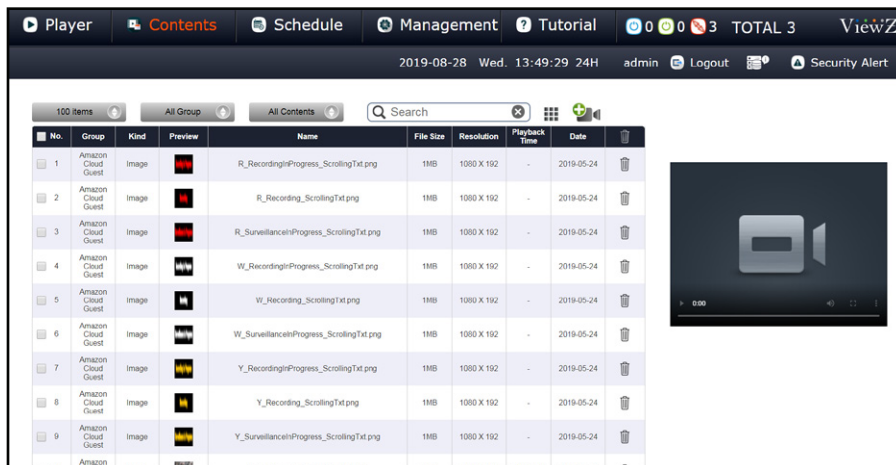 Player Contents Schedule Management Tutorial 0 0 3 TOTAL 3 ViewZ
2019-08-28 Wed. 13:49:29 24H admin Logout Security Alert
100 Items All Group All Contents Search
No. Group Kind Preview Name File Size Resolution Playback Time Date
1 Amazon Cloud Guest Image R_RecordingInProgress_ScrollingTxt.png 1MB 1080 X 192 - 2019-05-24
2 Amazon Cloud Guest Image R_Recording_ScrollingTxt.png 1MB 1080 X 192 - 2019-05-24
3 Amazon Cloud Guest Image R_SurveillanceInProgress_ScrollingTxt.png 1MB 1080 X 192 - 2019-05-24
4 Amazon Cloud Guest Image W_RecordingInProgress_ScrollingTxt.png 1MB 1080 X 192 - 2019-05-24
5 Amazon Cloud Guest Image W_Recording_ScrollingTxt.png 1MB 1080 X 192 - 2019-05-24
6 Amazon Cloud Guest Image W_SurveillanceInProgress_ScrollingTxt.png 1MB 1080 X 192 - 2019-05-24
7 Amazon Cloud Guest Image Y_RecordingInProgress_ScrollingTxt.png 1MB 1080 X 192 - 2019-05-24
8 Amazon Cloud Guest Image Y_Recording_ScrollingTxt.png 1MB 1080 X 192 - 2019-05-24
9 Amazon Cloud Guest Image Y_SurveillanceInProgress_ScrollingTxt.png 1MB 1080 X 192 - 2019-05-24
Amazon
0:00